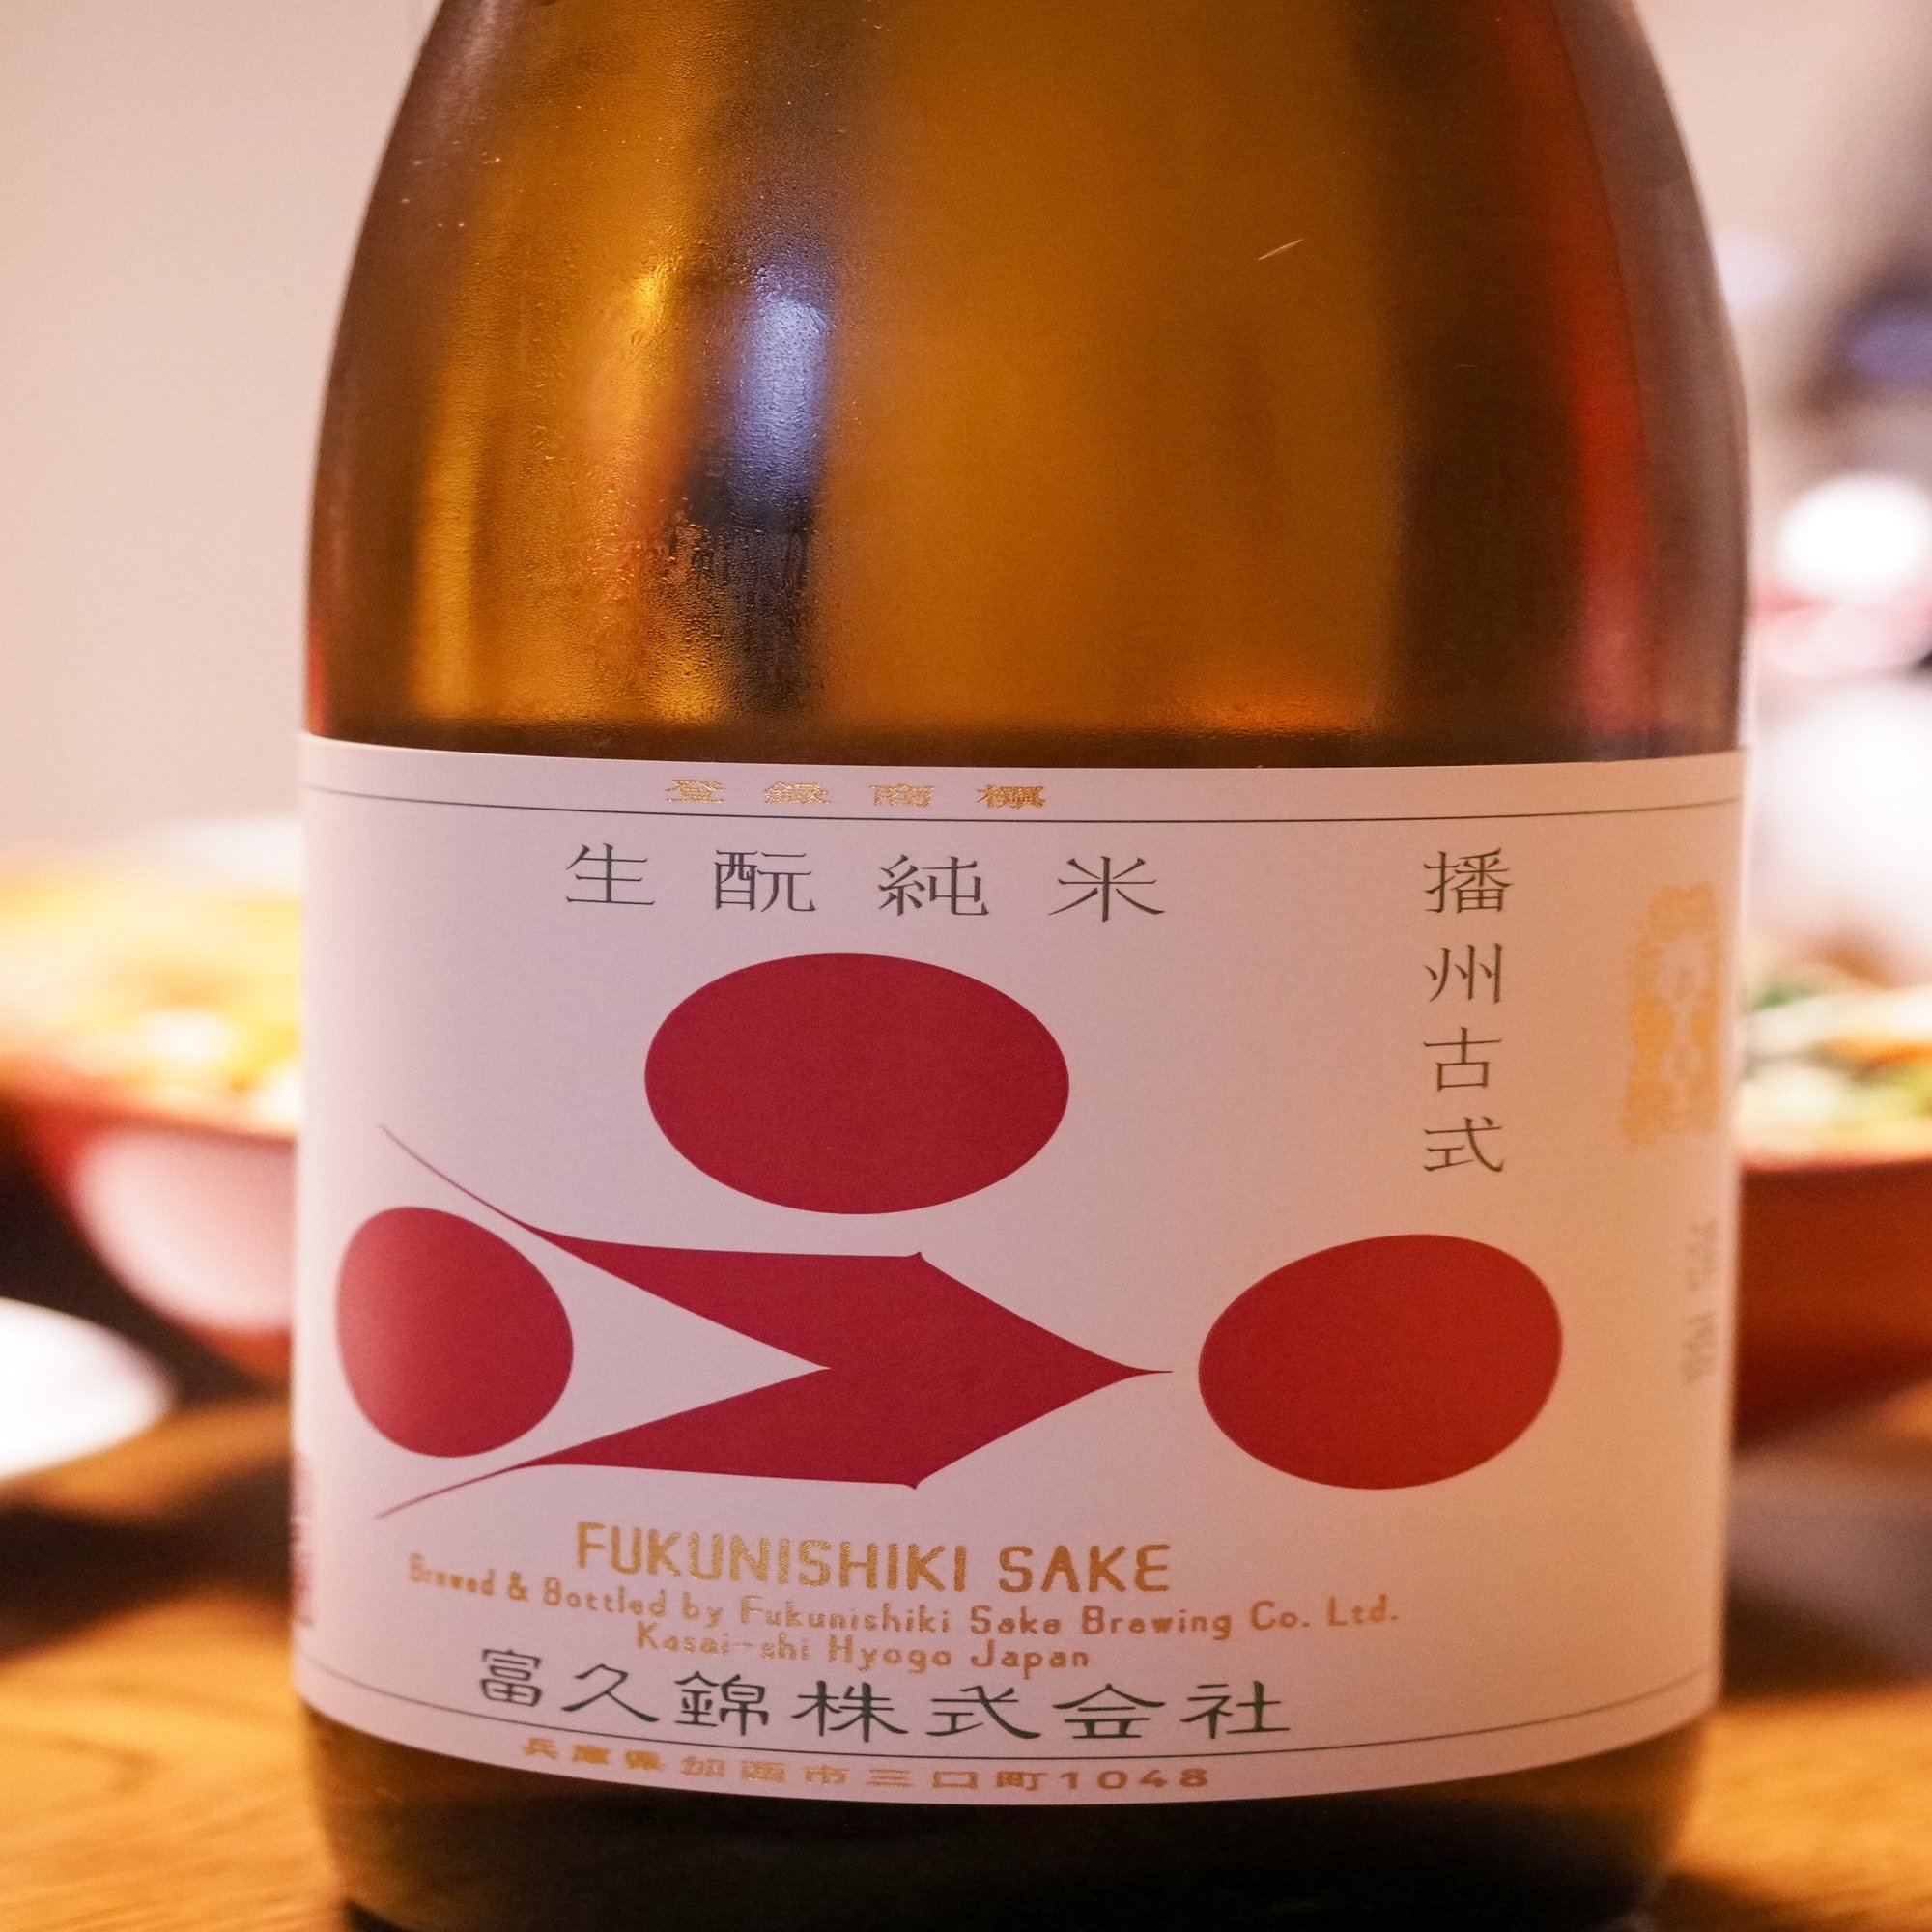 登録商標
生酛純米
播州古式
FUKUNISHIKI SAKE
Brewed & Bottled by Fukunishiki Sake Brewing Co. Ltd.
Kasai-shi Hyogo Japan
富久錦株式会社
兵庫県加西市三口町1048